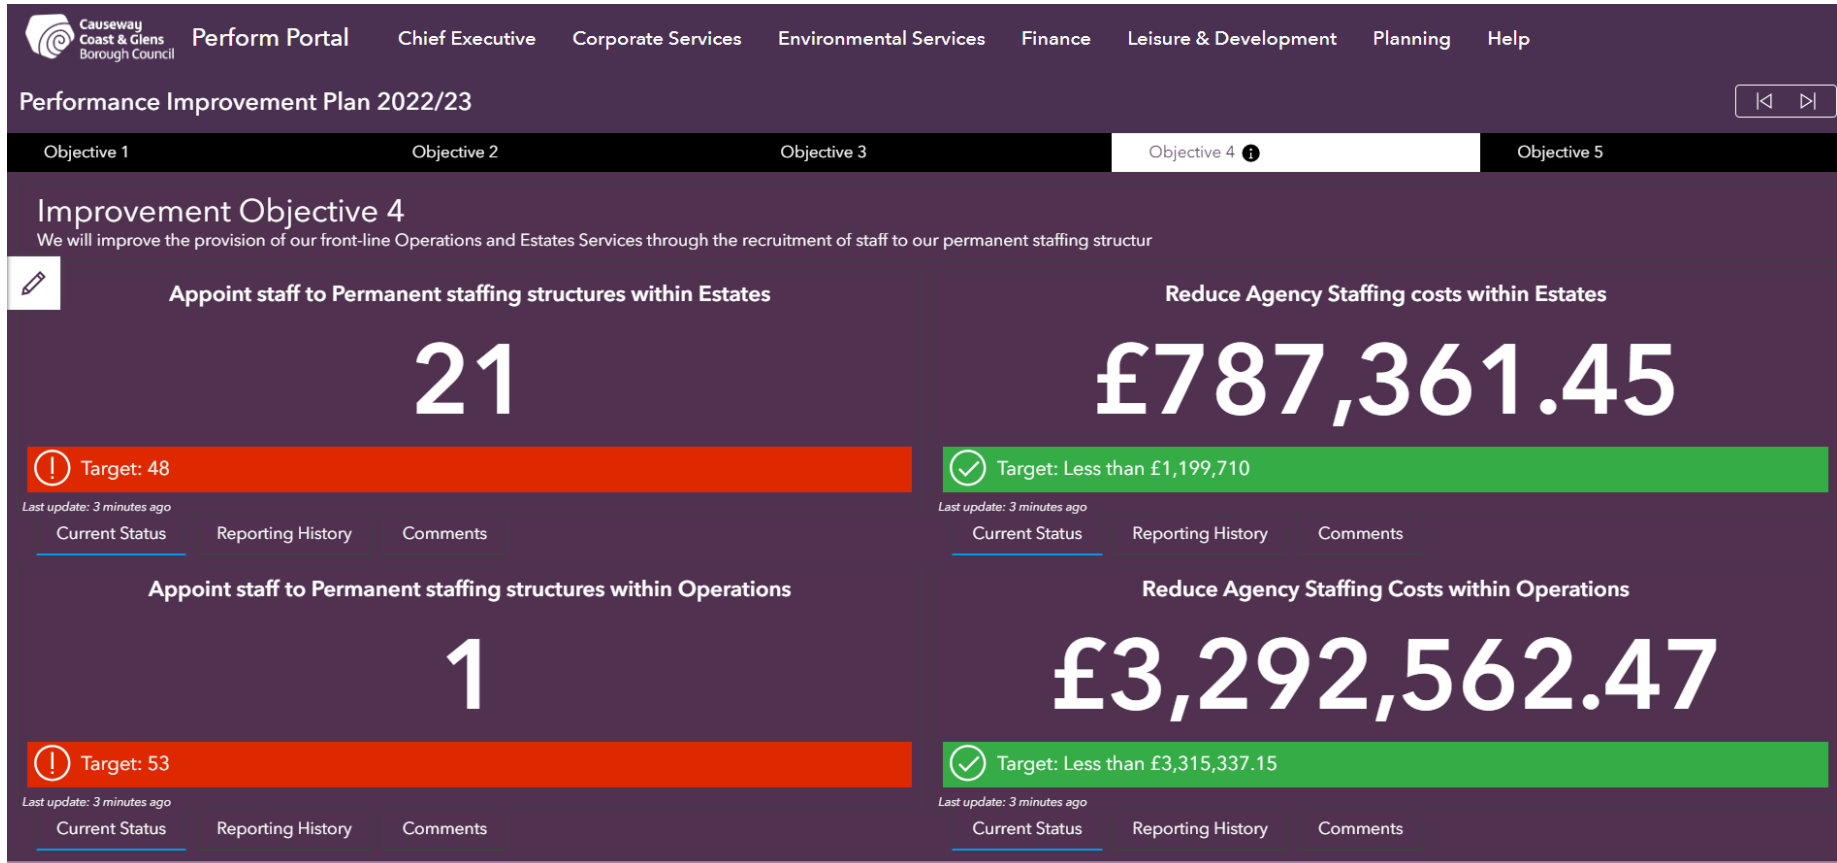 Causeway
Coast & Glens
Borough Council
Perform Portal
Chief Executive
Corporate Services
Environmental Services
Finance
Leisure & Development
Planning
Help
Performance Improvement Plan 2022/23
Objective 1
Objective 2
Objective 3
Objective 4
Objective 5
Improvement Objective 4
We will improve the provision of our front-line Operations and Estates Services through the recruitment of staff to our permanent staffing structur
Appoint staff to Permanent staffing structures within Estates
21
Target: 48
Last update: 3 minutes ago
Current Status
Reporting History
Comments
Reduce Agency Staffing costs within Estates
£787,361.45
Target: Less than £1,199,710
Last update: 3 minutes ago
Current Status
Reporting History
Comments
Appoint staff to Permanent staffing structures within Operations
1
Target: 53
Last update: 3 minutes ago
Current Status
Reporting History
Comments
Reduce Agency Staffing Costs within Operations
£3,292,562.47
Target: Less than £3,315,337.15
Last update: 3 minutes ago
Current Status
Reporting History
Comments